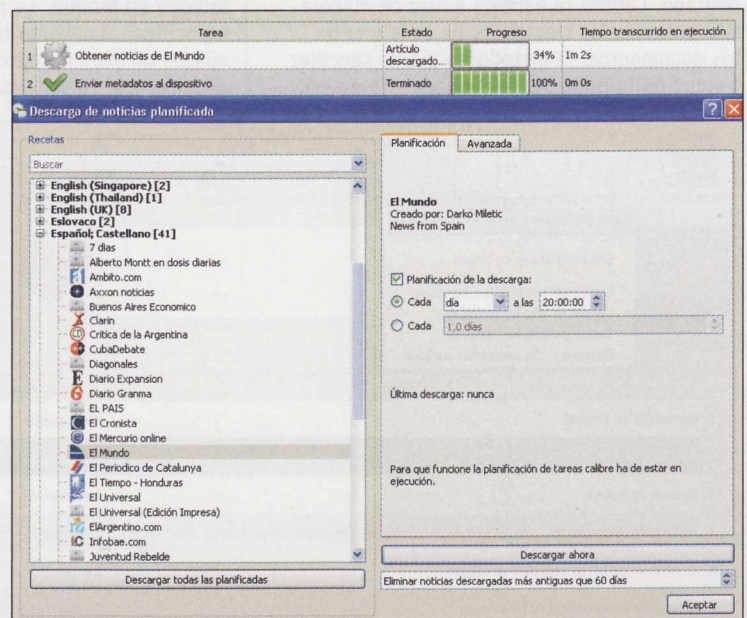 Tarea Estado Progreso Tiempo transcurrido en ejecución
1 Obtener noticias de El Mundo Artículo descargado... 34% 1m 2s
2 Enviar metadatos al dispositivo Terminado 100% 0m 0s
Descarga de noticias planificada
Recetas
Buscar
English (Singapore) [2]
English (Thailand) [1]
English (UK) [8]
Eslovaco [2]
Español; Castellano [41]
7 dias
Alberto Montt en dosis diarias
Ambito.com
Axxon noticias
Buenos Aires Economico
Clarin
Critica de la Argentina
CubaDebate
Diagonales
Diario Expansion
Diario Granma
EL PAIS
El Cronista
El Mercurio online
El Mundo
El Periodico de Catalunya
El Tiempo - Honduras
El Universal
El Universal (Edición Impresa)
ElArgentino.com
Infobae.com
Juventud Rebelde
Descargar todas las planificadas
Planificación Avanzada
El Mundo
Creado por: Darko Miletic
News from Spain
Planificación de la descarga:
Cada día a las 20:00:00
Cada 1,0 días
Última descarga: nunca
Para que funcione la planificación de tareas calibre ha de estar en
ejecución.
Descargar ahora
Eliminar noticias descargadas más antiguas que 60 días
Aceptar